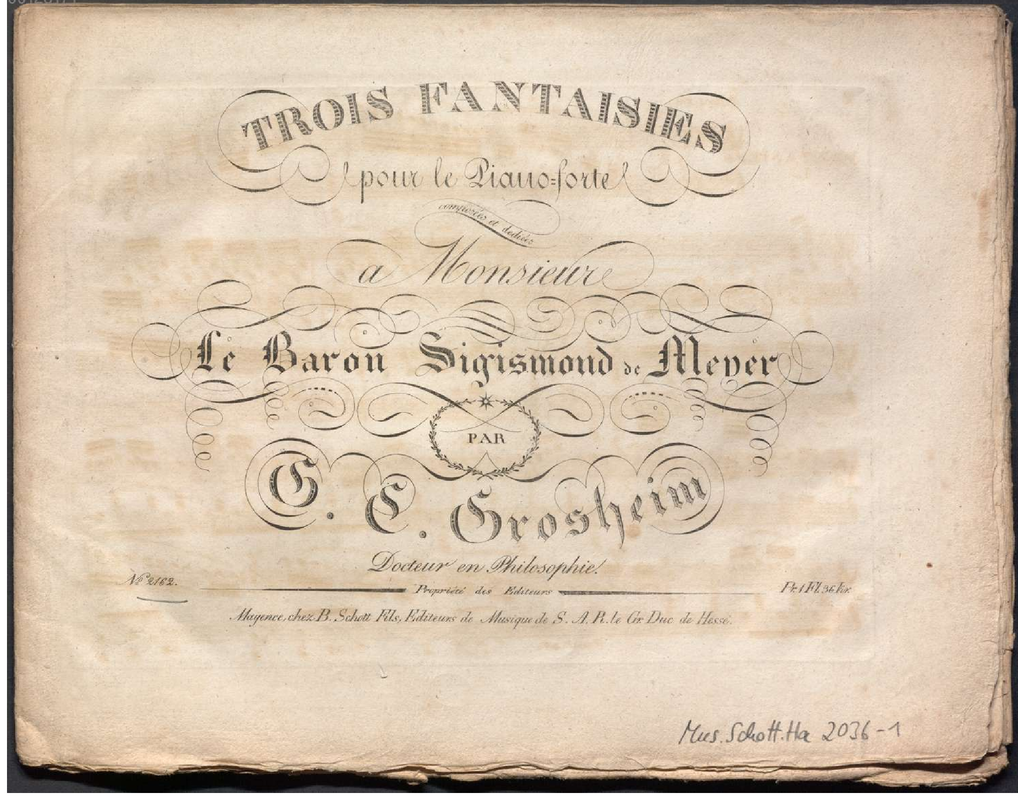 TROIS FANTAISIES
pour le Piano=forte
composées et dediées
a Monsieur
Le Baron Sigismond de Meyer
PAR
G. C. Grosheim
Docteur en Philosophie.
No 2162.
Propriété des Editeurs
Pr. 1 Fl. 36 Kr.
Mayence, chez B. Schott Fils, Editeurs de Musique de S. A. R. le Gr. Duc de Hesse.
Mus. Schott. Ha 2036-1